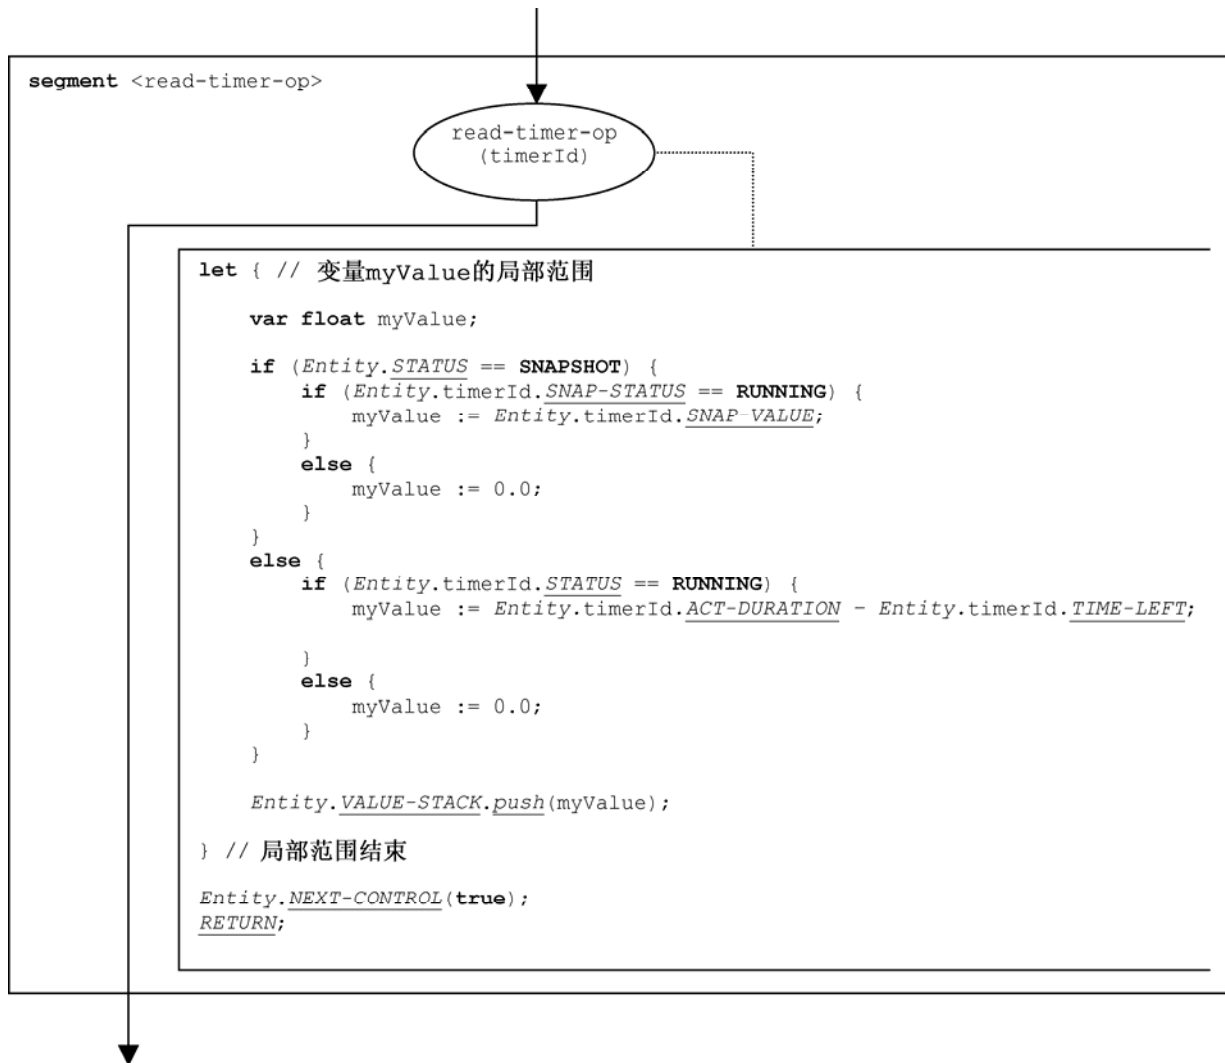 segment <read-timer-op>
read-timer-op
(timerId)
let { // 变量myValue的局部范围
var float myValue;
if (Entity.STATUS == SNAPSHOT) {
if (Entity.timerId.SNAP-STATUS == RUNNING) {
myValue := Entity.timerId.SNAP-VALUE;
}
else {
myValue := 0.0;
}
}
else {
if (Entity.timerId.STATUS == RUNNING) {
myValue := Entity.timerId.ACT-DURATION - Entity.timerId.TIME-LEFT;
}
else {
myValue := 0.0;
}
}
Entity.VALUE-STACK.push(myValue);
} // 局部范围结束
Entity.NEXT-CONTROL(true);
RETURN;